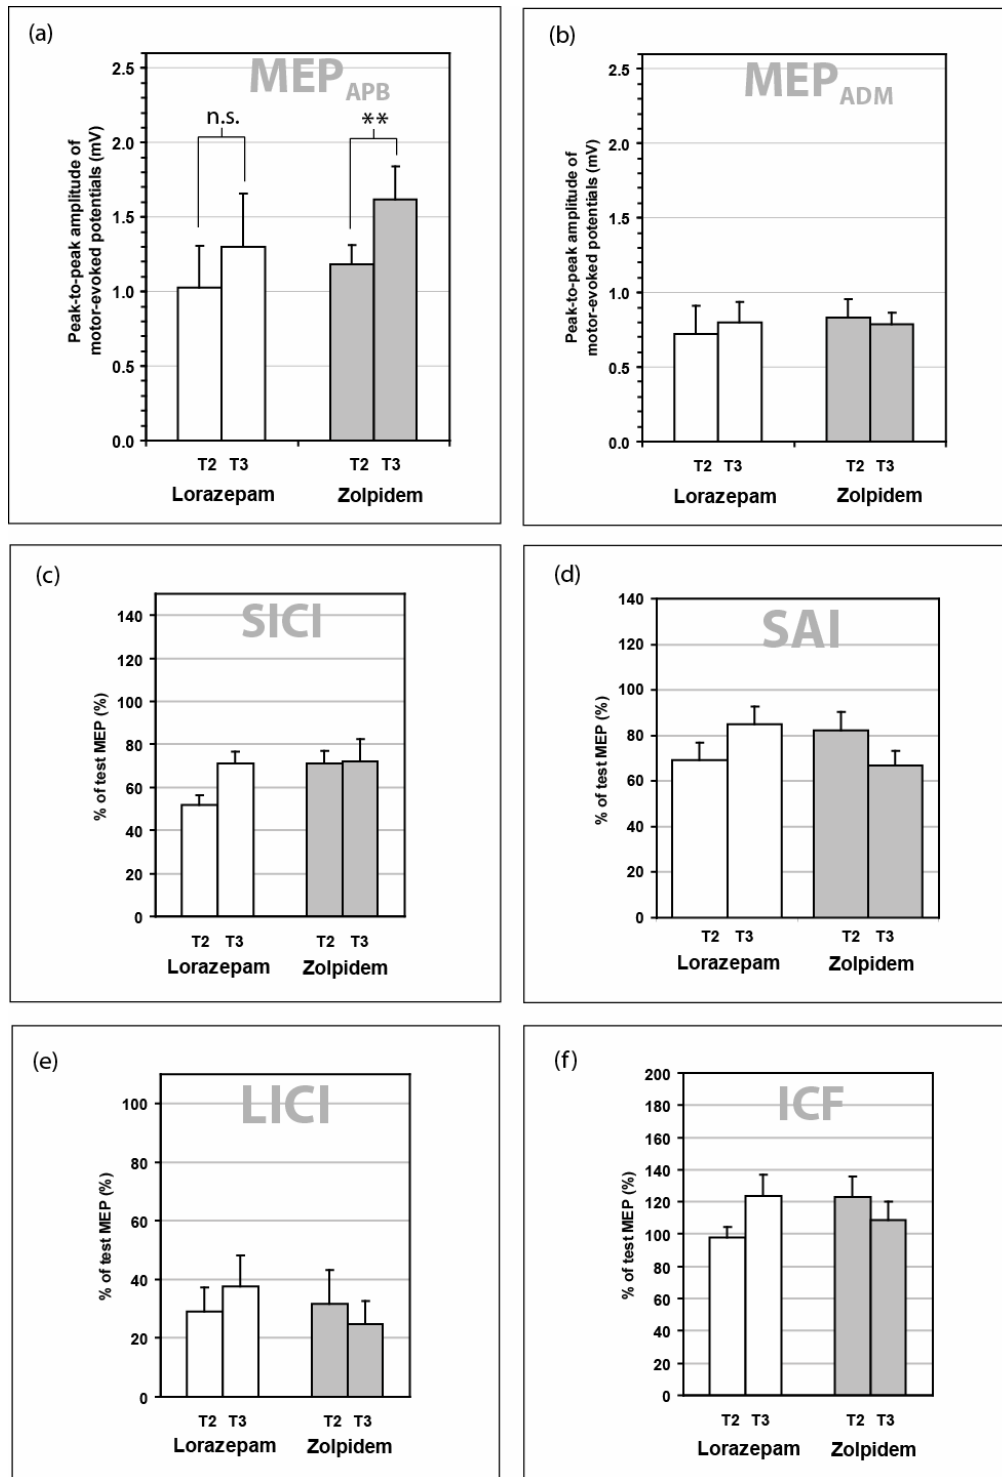 (a)
MEP APB
n.s.
**
Peak-to-peak amplitude of
motor-evoked potentials (mV)
2.5
2.0
1.5
1.0
0.5
0.0
T2 T3 T2 T3
Lorazepam Zolpidem
(b)
MEP ADM
Peak-to-peak amplitude of
motor-evoked potentials (mV)
2.5
2.0
1.5
1.0
0.5
0.0
T2 T3 T2 T3
Lorazepam Zolpidem
(c)
SICI
% of test MEP (%)
140
120
100
80
60
40
20
0
T2 T3 T2 T3
Lorazepam Zolpidem
(d)
SAI
% of test MEP (%)
140
120
100
80
60
40
20
0
T2 T3 T2 T3
Lorazepam Zolpidem
(e)
LICI
% of test MEP (%)
100
80
60
40
20
0
T2 T3 T2 T3
Lorazepam Zolpidem
(f)
ICF
% of test MEP (%)
200
180
160
140
120
100
80
60
40
20
0
T2 T3 T2 T3
Lorazepam Zolpidem